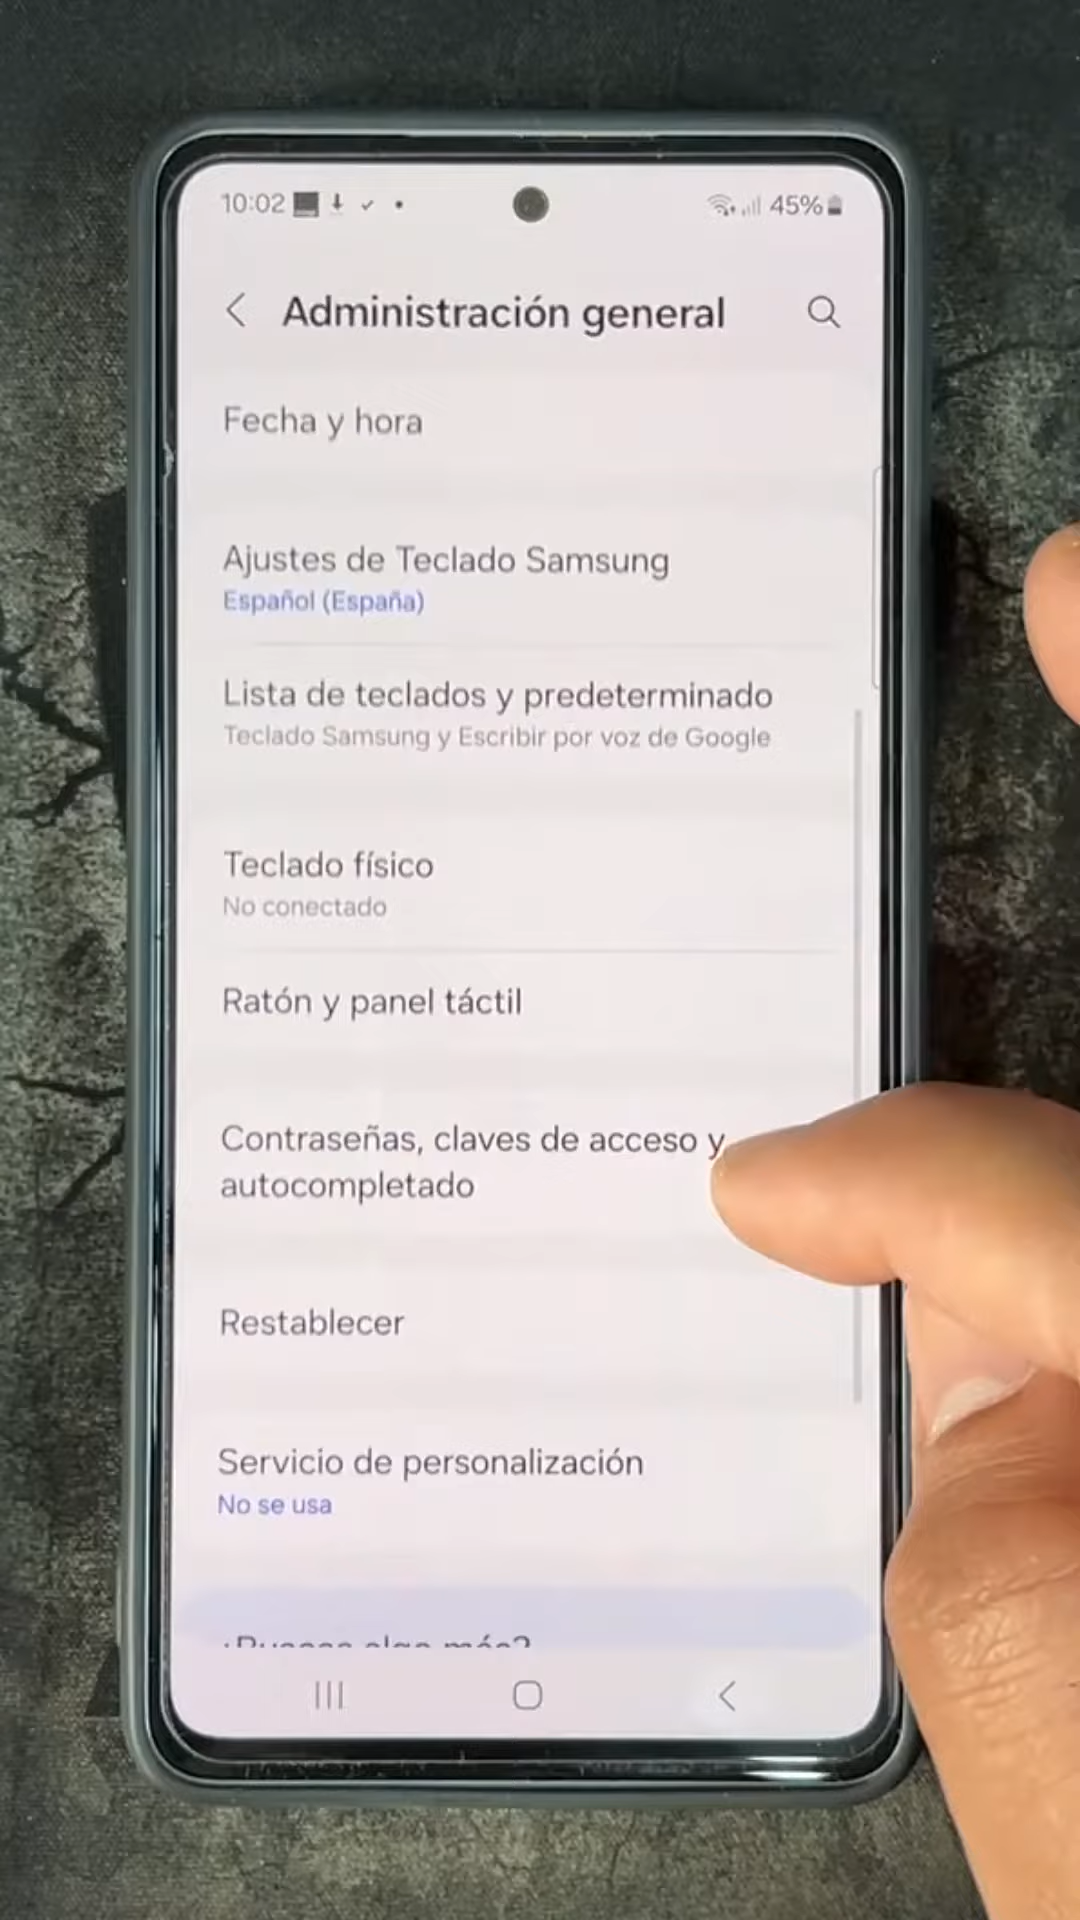 10:02
45%
Administración general
Fecha y hora
Ajustes de Teclado Samsung
Español (España)
Lista de teclados y predeterminado
Teclado Samsung y Escribir por voz de Google
Teclado físico
No conectado
Ratón y panel táctil
Contraseñas, claves de acceso y
autocompletado
Restablecer
Servicio de personalización
No se usa